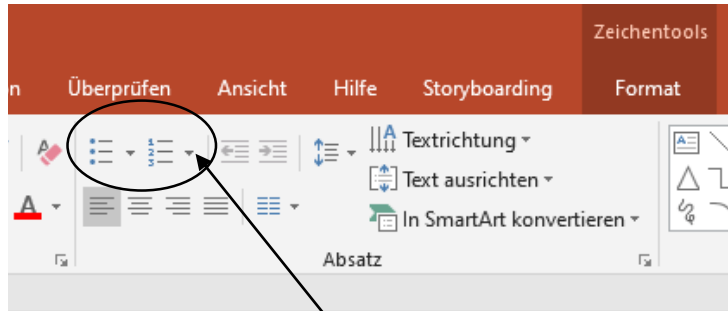 Zeichentools
n Überprüfen Ansicht Hilfe Storyboarding Format
Textrichtung
Text ausrichten
In SmartArt konvertieren
Absatz